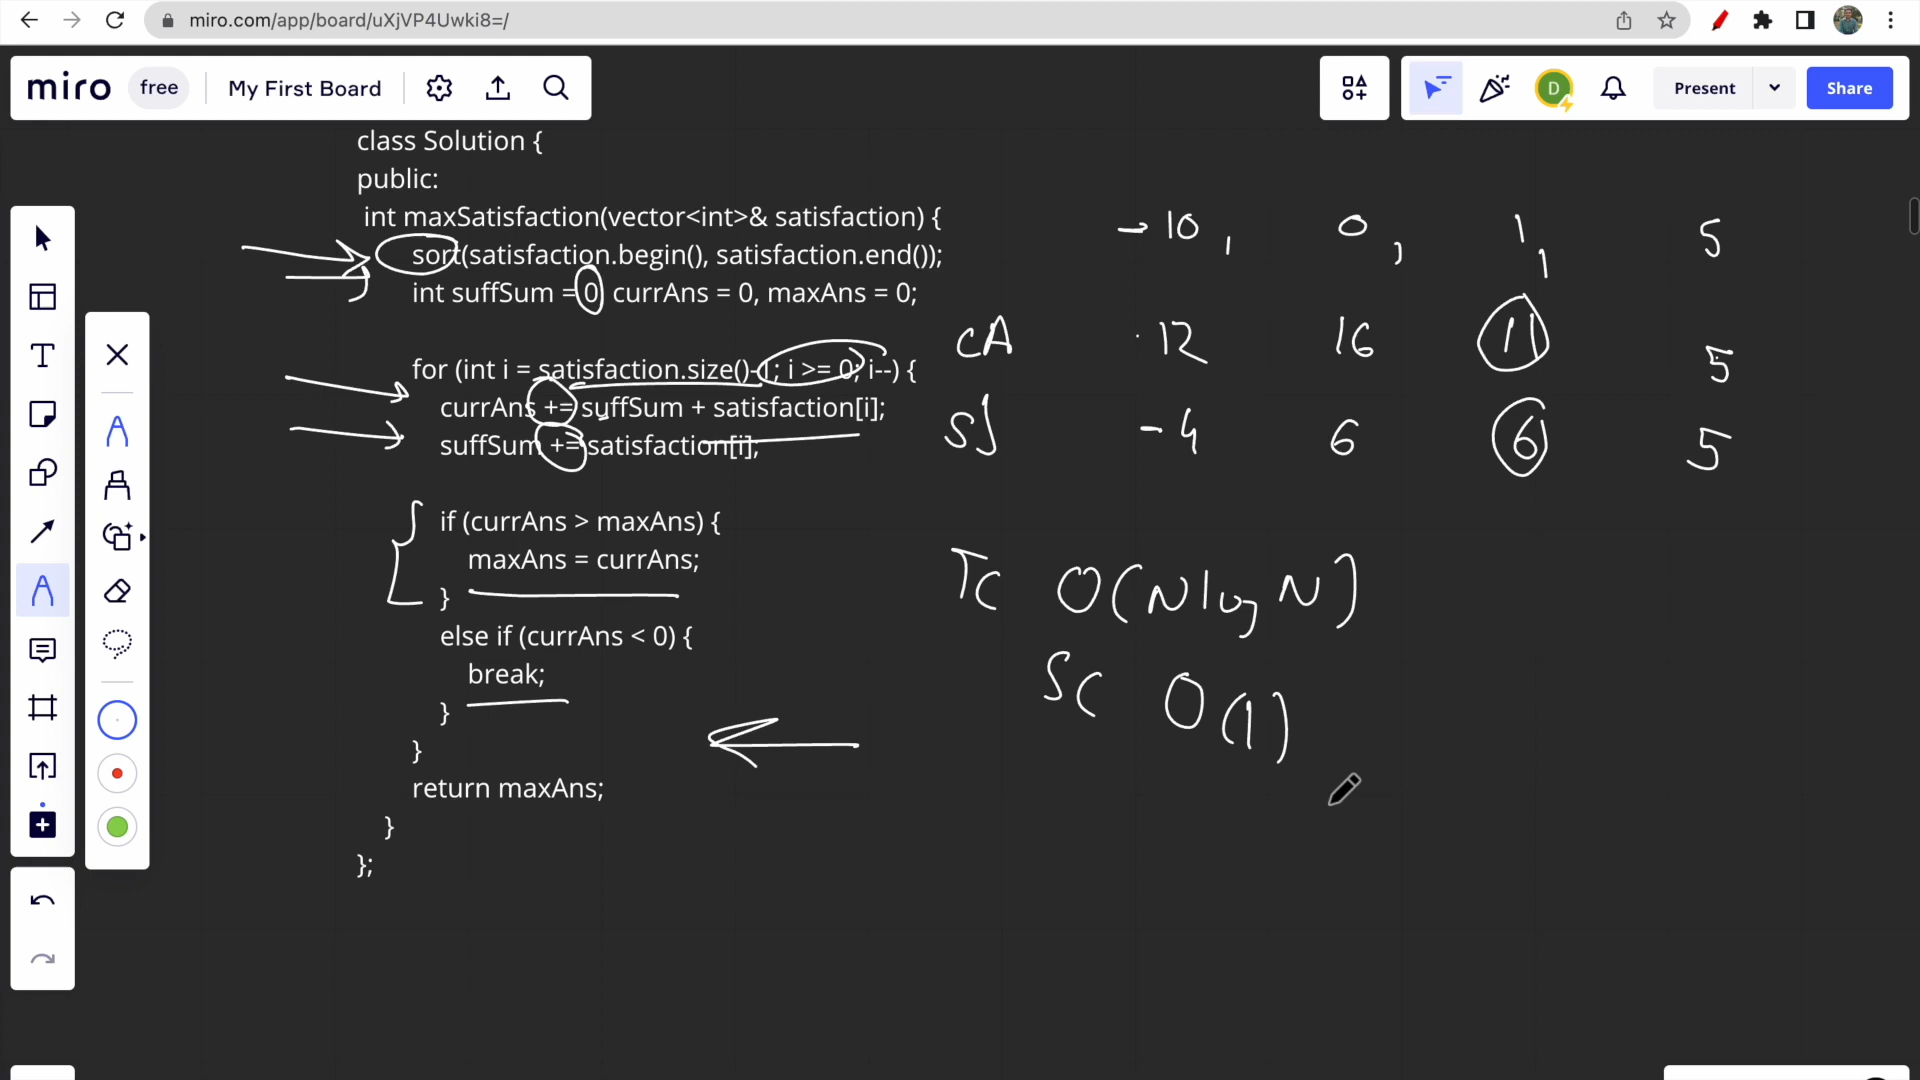 miro.com/app/board/uXjVP4Uwki8=/
miro free My First Board
D Present Share
class Solution {
public:
int maxSatisfaction(vector<int>& satisfaction) {
sort(satisfaction.begin(), satisfaction.end());
int suffSum = 0 currAns = 0, maxAns = 0;
for (int i = satisfaction.size()-1; i >= 0; i--) {
currAns += suffSum + satisfaction[i];
suffSum += satisfaction[i];
if (currAns > maxAns) {
maxAns = currAns;
}
else if (currAns < 0) {
break;
}
}
return maxAns;
}
};
-10, 0, 1, 5
CA 12 16 11 5
SS -4 6 6 5
TC O(NlogN)
SC O(1)